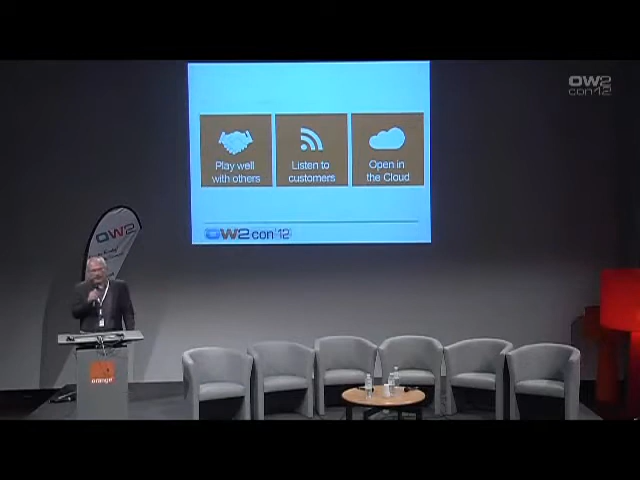 OW2
con'12
Play well
with others
Listen to
customers
Open in
the Cloud
OW2con'12
OW2
orange